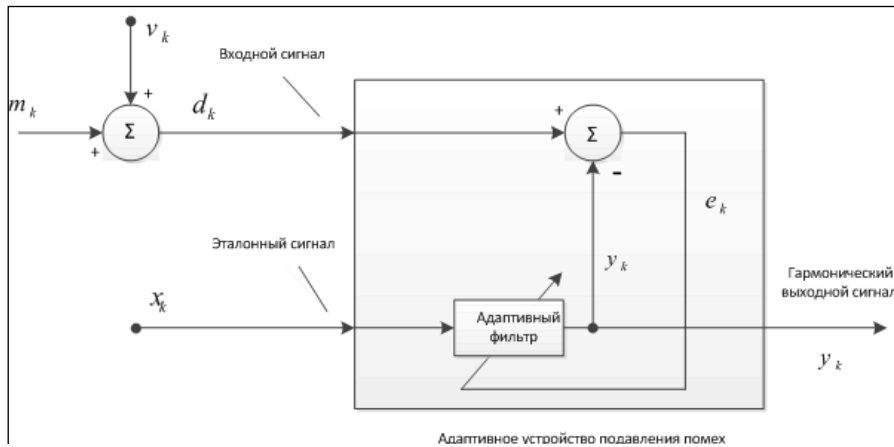 v k
Входной сигнал
m k
+
d k
+
Σ
+
Σ
-
e k
Эталонный сигнал
y k
Гармонический
выходной сигнал
x k
Адаптивный
фильтр
y k
Адаптивное устройство подавления помех